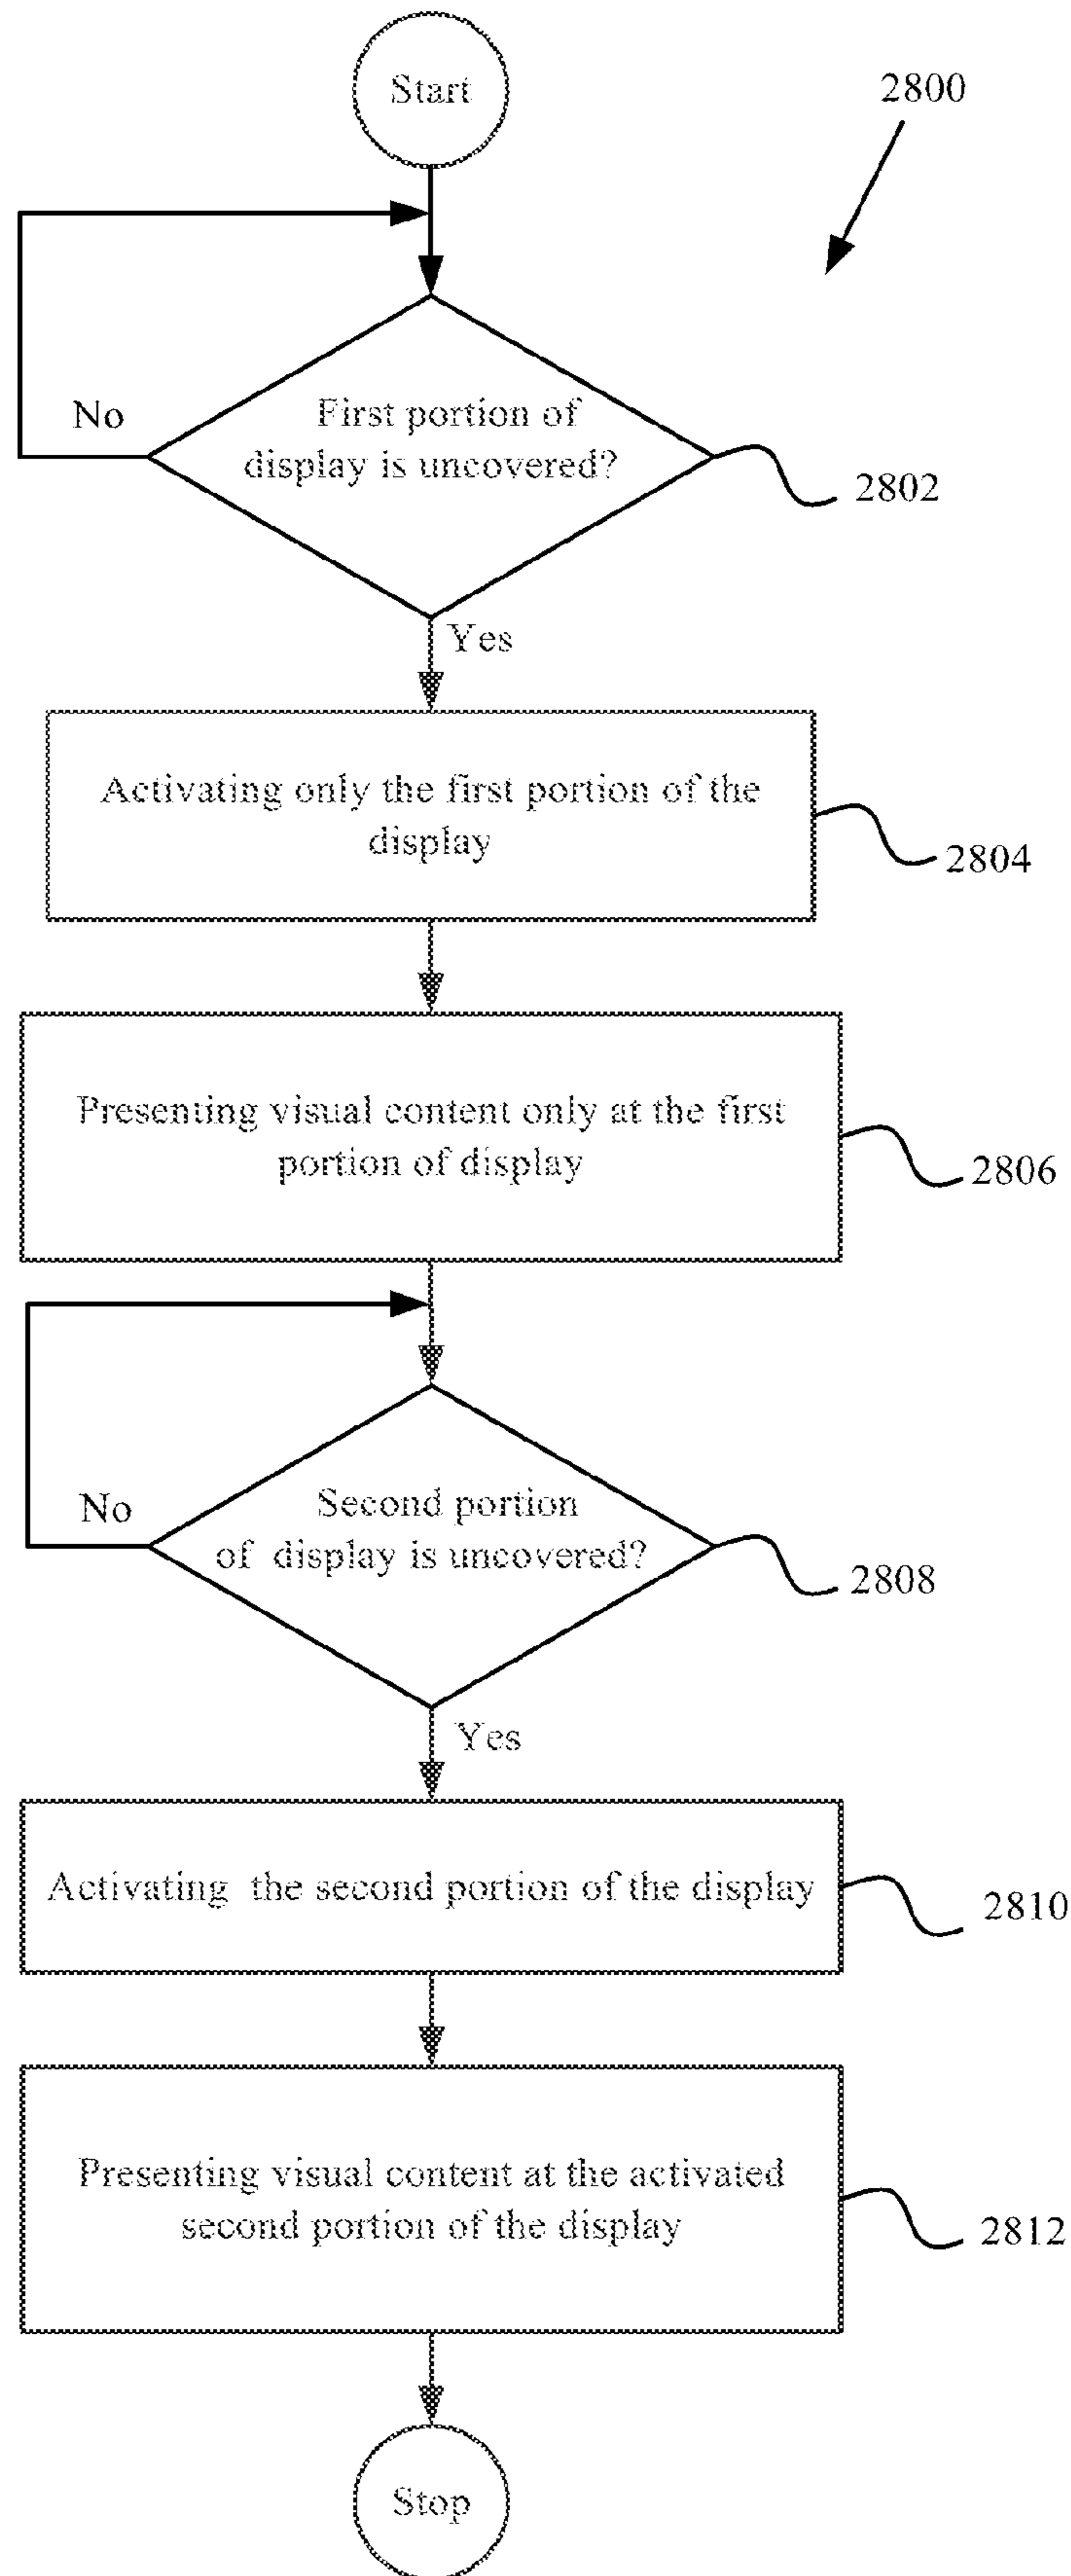 Start
2800
No
First portion of
display is uncovered?
2802
Yes
Activating only the first portion of the
display
2804
Presenting visual content only at the first
portion of display
2806
No
Second portion
of display is uncovered?
2808
Yes
Activating the second portion of the display
2810
Presenting visual content at the activated
second portion of the display
2812
Stop